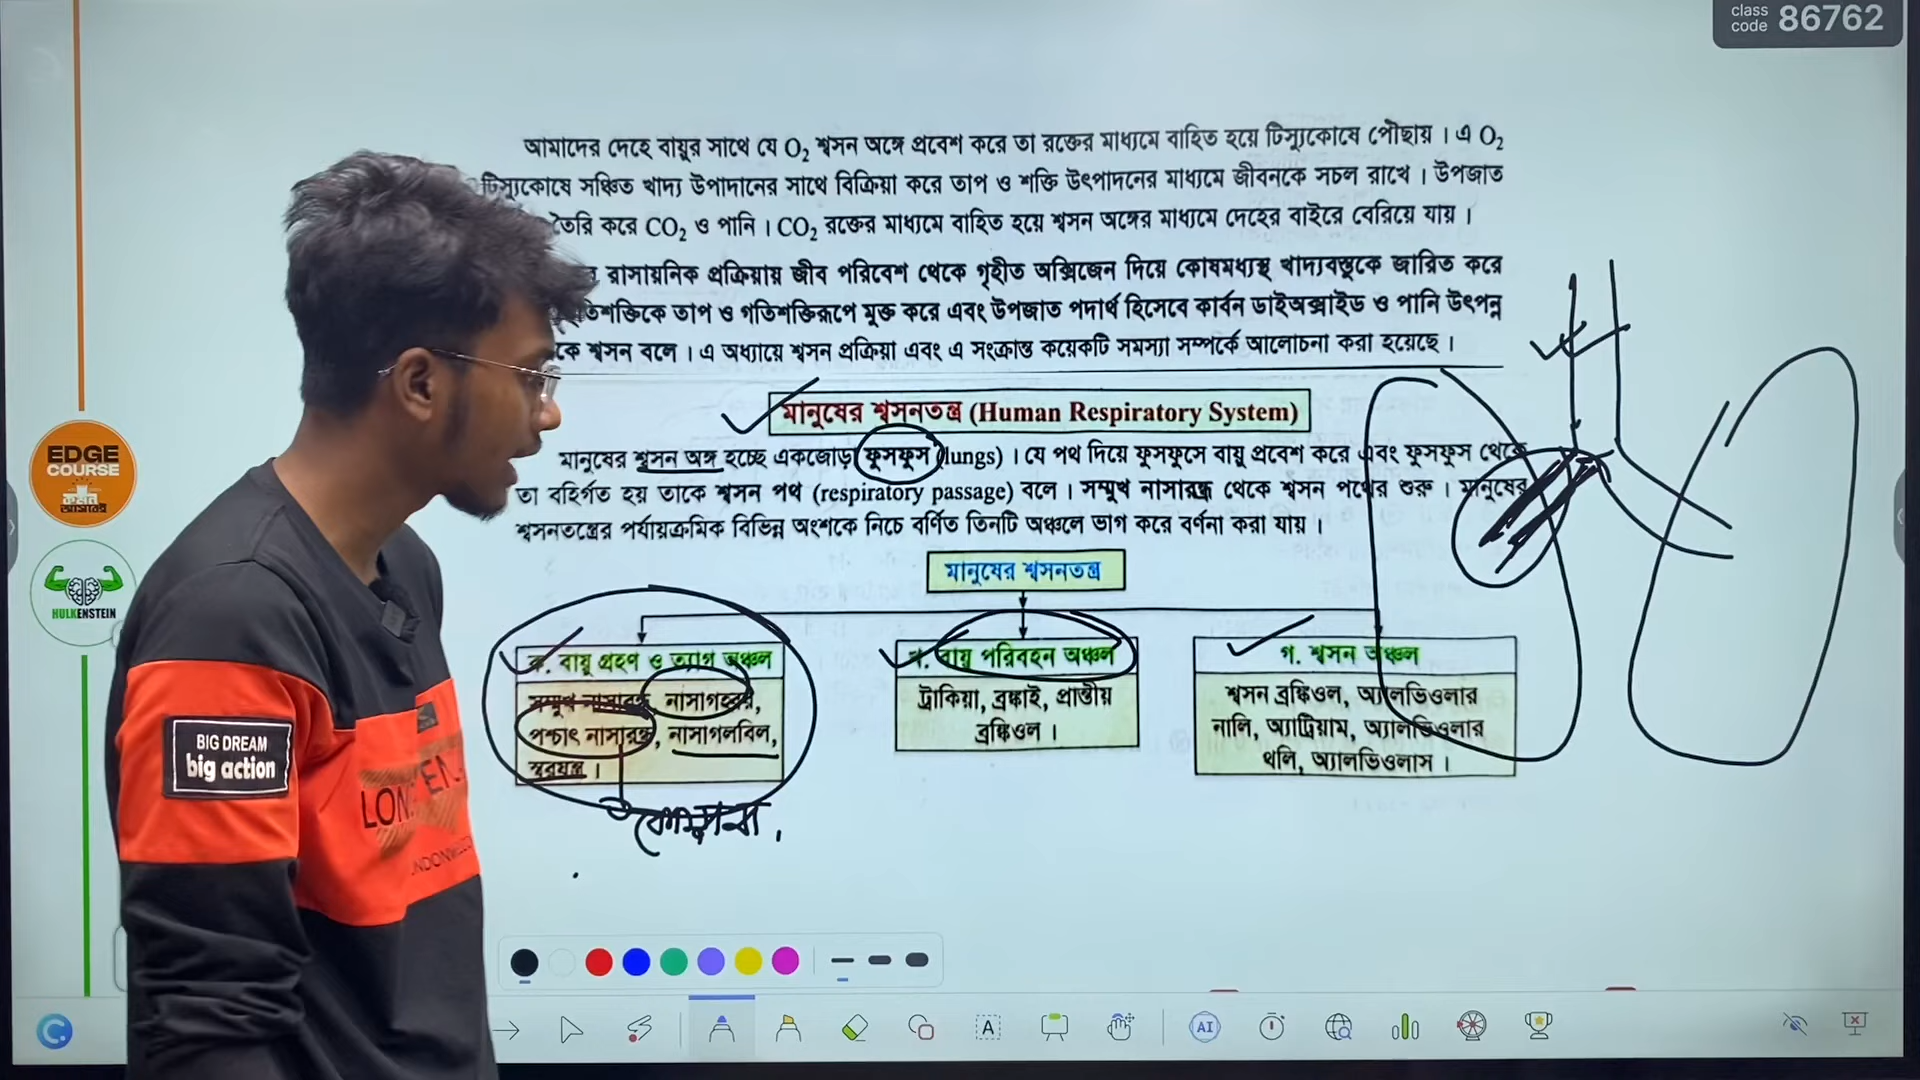 class code 86762
আমাদের দেহে বায়ুর সাথে যে O₂ শ্বসন অঙ্গে প্রবেশ করে তা রক্তের মাধ্যমে বাহিত হয়ে টিস্যুকোষে পৌঁছায়। এ O₂
টিস্যুকোষে সঞ্চিত খাদ্য উপাদানের সাথে বিক্রিয়া করে তাপ ও শক্তি উৎপাদনের মাধ্যমে জীবনকে সচল রাখে। উপজাত
তৈরি করে CO₂ ও পানি। CO₂ রক্তের মাধ্যমে বাহিত হয়ে শ্বসন অঙ্গের মাধ্যমে দেহের বাইরে বেরিয়ে যায়।
রাসায়নিক প্রক্রিয়ায় জীব পরিবেশ থেকে গৃহীত অক্সিজেন দিয়ে কোষমধ্যস্থ খাদ্যবস্তুকে জারিত করে
তাপ ও গতিশক্তিরূপে মুক্ত করে এবং উপজাত পদার্থ হিসেবে কার্বন ডাইঅক্সাইড ও পানি উৎপন্ন
কে শ্বসন বলে। এ অধ্যায়ে শ্বসন প্রক্রিয়া এবং এ সংক্রান্ত কয়েকটি সমস্যা সম্পর্কে আলোচনা করা হয়েছে।
মানুষের শ্বসনতন্ত্র (Human Respiratory System)
মানুষের শ্বসন অঙ্গ হচ্ছে একজোড়া ফুসফুস (lungs)। যে পথ দিয়ে ফুসফুসে বায়ু প্রবেশ করে এবং ফুসফুস থেকে
তা বহির্গত হয় তাকে শ্বসন পথ (respiratory passage) বলে। সম্মুখ নাসারন্ধ্র থেকে শ্বসন পথের শুরু। মানুষের
শ্বসনতন্ত্রের পর্যায়ক্রমিক বিভিন্ন অংশকে নিচে বর্ণিত তিনটি অঞ্চলে ভাগ করে বর্ণনা করা যায়।
মানুষের শ্বসনতন্ত্র
ক. বায়ু গ্রহণ ও ত্যাগ অঞ্চল
সম্মুখ নাসারন্ধ্র, নাসাগহ্বর,
পশ্চাৎ নাসারন্ধ্র, নাসাগলবিল,
স্বরযন্ত্র।
খ. বায়ু পরিবহন অঞ্চল
ট্রাকিয়া, ব্রঙ্কাই, প্রান্তীয়
ব্রঙ্কিওল।
গ. শ্বসন অঞ্চল
শ্বসন ব্রঙ্কিওল, অ্যালভিওলার
নালি, অ্যাট্রিয়াম, অ্যালভিওলার
থলি, অ্যালভিওলাস।
EDGE
COURSE
কমন
আসবেই
HULKENSTEIN
BIG DREAM
big action
A
AI